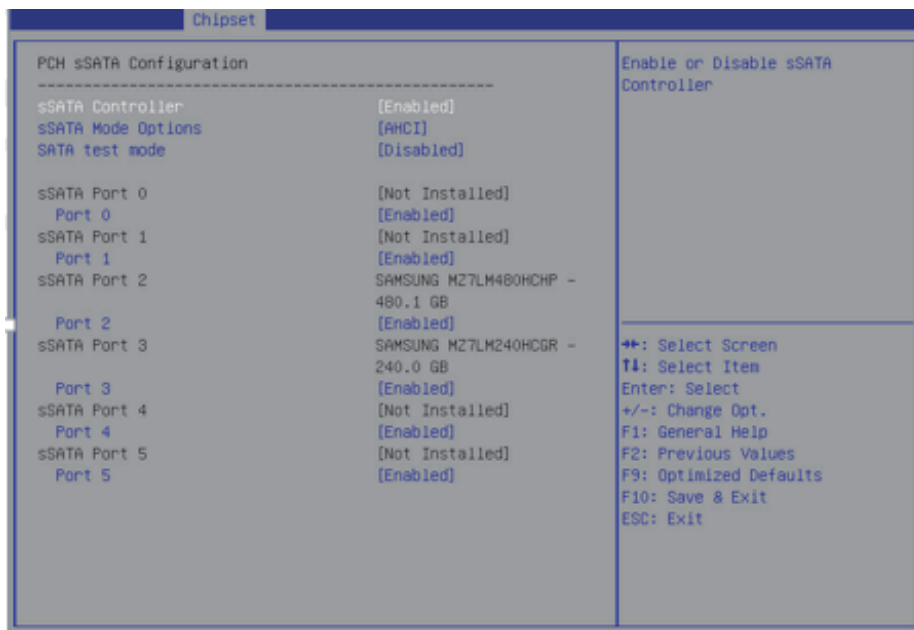 Chipset
PCH sSATA Configuration
--------------------------------------------------
sSATA Controller [Enabled]
sSATA Mode Options [AHCI]
SATA test mode [Disabled]
sSATA Port 0 [Not Installed]
Port 0 [Enabled]
sSATA Port 1 [Not Installed]
Port 1 [Enabled]
sSATA Port 2 SAMSUNG MZ7LM480HCHP -
480.1 GB
Port 2 [Enabled]
sSATA Port 3 SAMSUNG MZ7LM240HCGR -
240.0 GB
Port 3 [Enabled]
sSATA Port 4 [Not Installed]
Port 4 [Enabled]
sSATA Port 5 [Not Installed]
Port 5 [Enabled]
Enable or Disable sSATA
Controller
→←: Select Screen
↑↓: Select Item
Enter: Select
+/-: Change Opt.
F1: General Help
F2: Previous Values
F9: Optimized Defaults
F10: Save & Exit
ESC: Exit